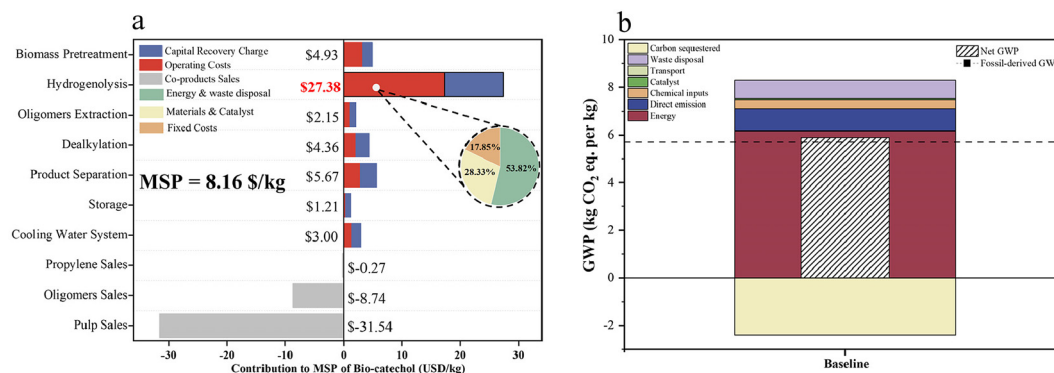 a
Biomass Pretreatment
Hydrogenolysis
Oligomers Extraction
Dealkylation
Product Separation
Storage
Cooling Water System
Propylene Sales
Oligomers Sales
Pulp Sales
$4.93
$27.38
$2.15
$4.36
$5.67
$1.21
$3.00
$-0.27
$-8.74
$-31.54
Capital Recovery Charge
Operating Costs
Co-products Sales
Energy & waste disposal
Materials & Catalyst
Fixed Costs
MSP = 8.16 $/kg
17.85%
53.82%
28.33%
-30
-20
-10
0
10
20
30
Contribution to MSP of Bio-catechol (USD/kg)
b
GWP (kg CO2 eq. per kg)
10
8
6
4
2
0
-2
Carbon sequestered
Waste disposal
Transport
Catalyst
Chemical inputs
Direct emission
Energy
Net GWP
Fossil-derived GW
Baseline